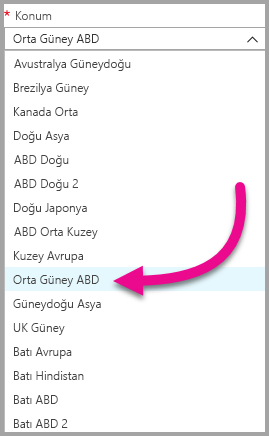 * Konum
Orta Güney ABD
Avustralya Güneydoğu
Brezilya Güney
Kanada Orta
Doğu Asya
ABD Doğu
ABD Doğu 2
Doğu Japonya
ABD Orta Kuzey
Kuzey Avrupa
Orta Güney ABD
Güneydoğu Asya
UK Güney
Batı Avrupa
Batı Hindistan
Batı ABD
Batı ABD 2